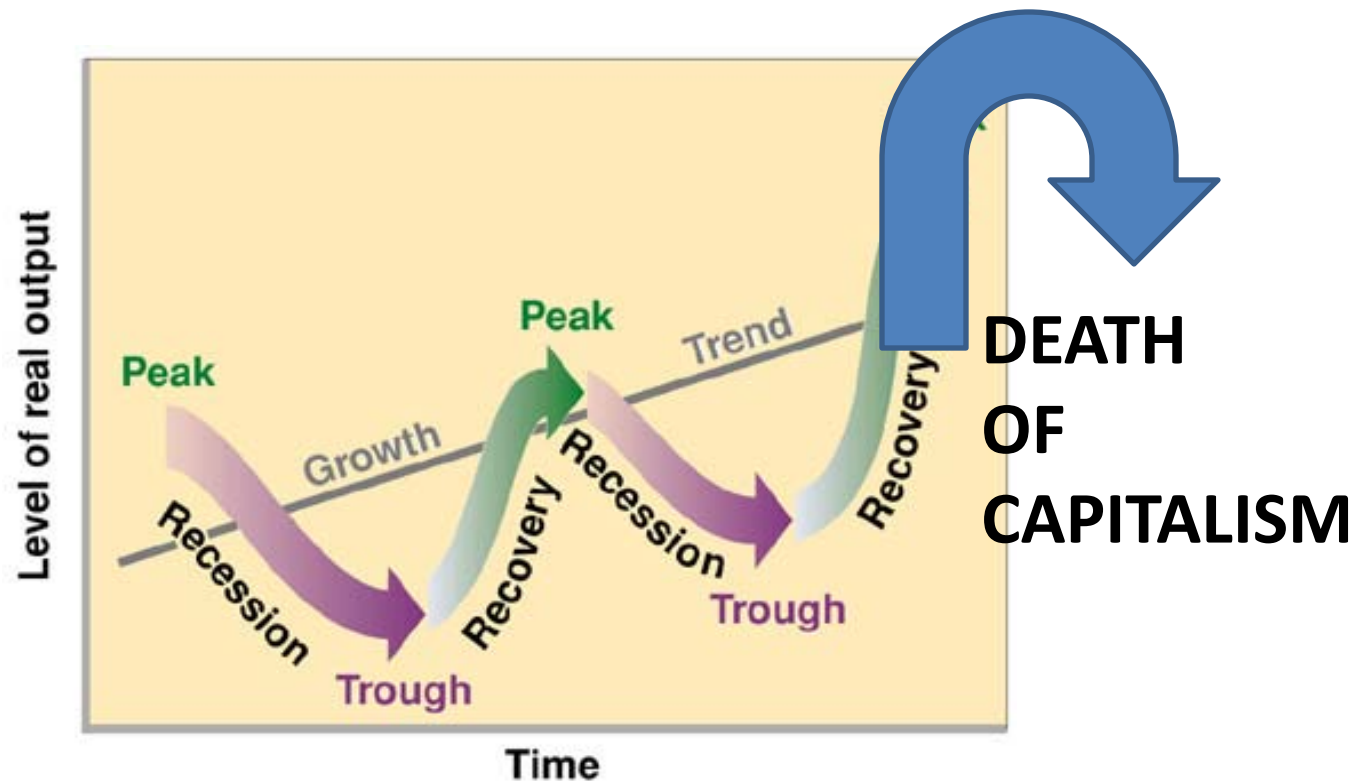 Level of real output
Peak
Recession
Growth
Trough
Recovery
Peak
Recession
Trend
Trough
Recovery
DEATH
OF
CAPITALISM
Time